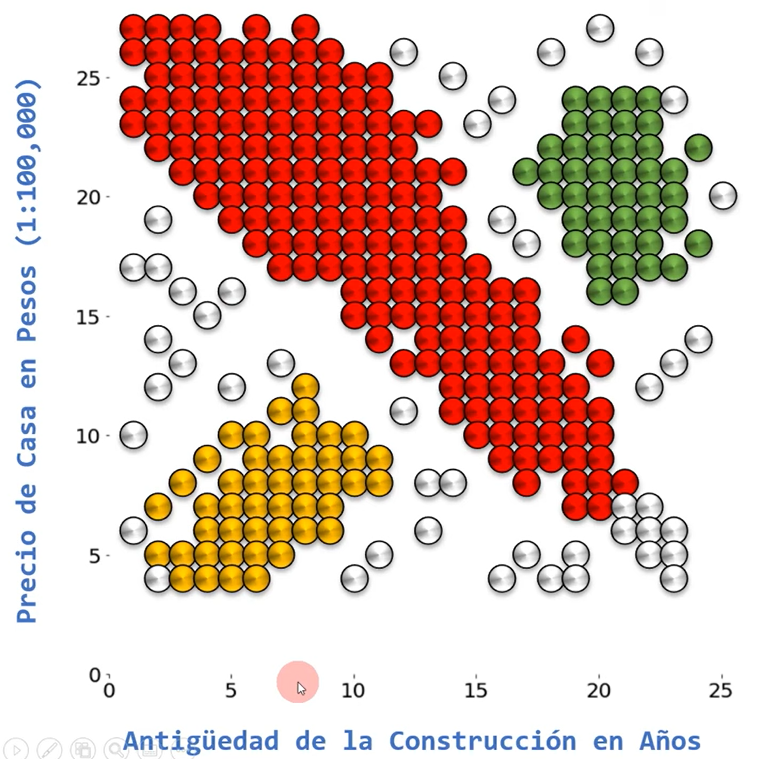 Precio de Casa en Pesos (1:100,000)
25
20
15
10
5
0
0 5 10 15 20 25
Antigüedad de la Construcción en Años